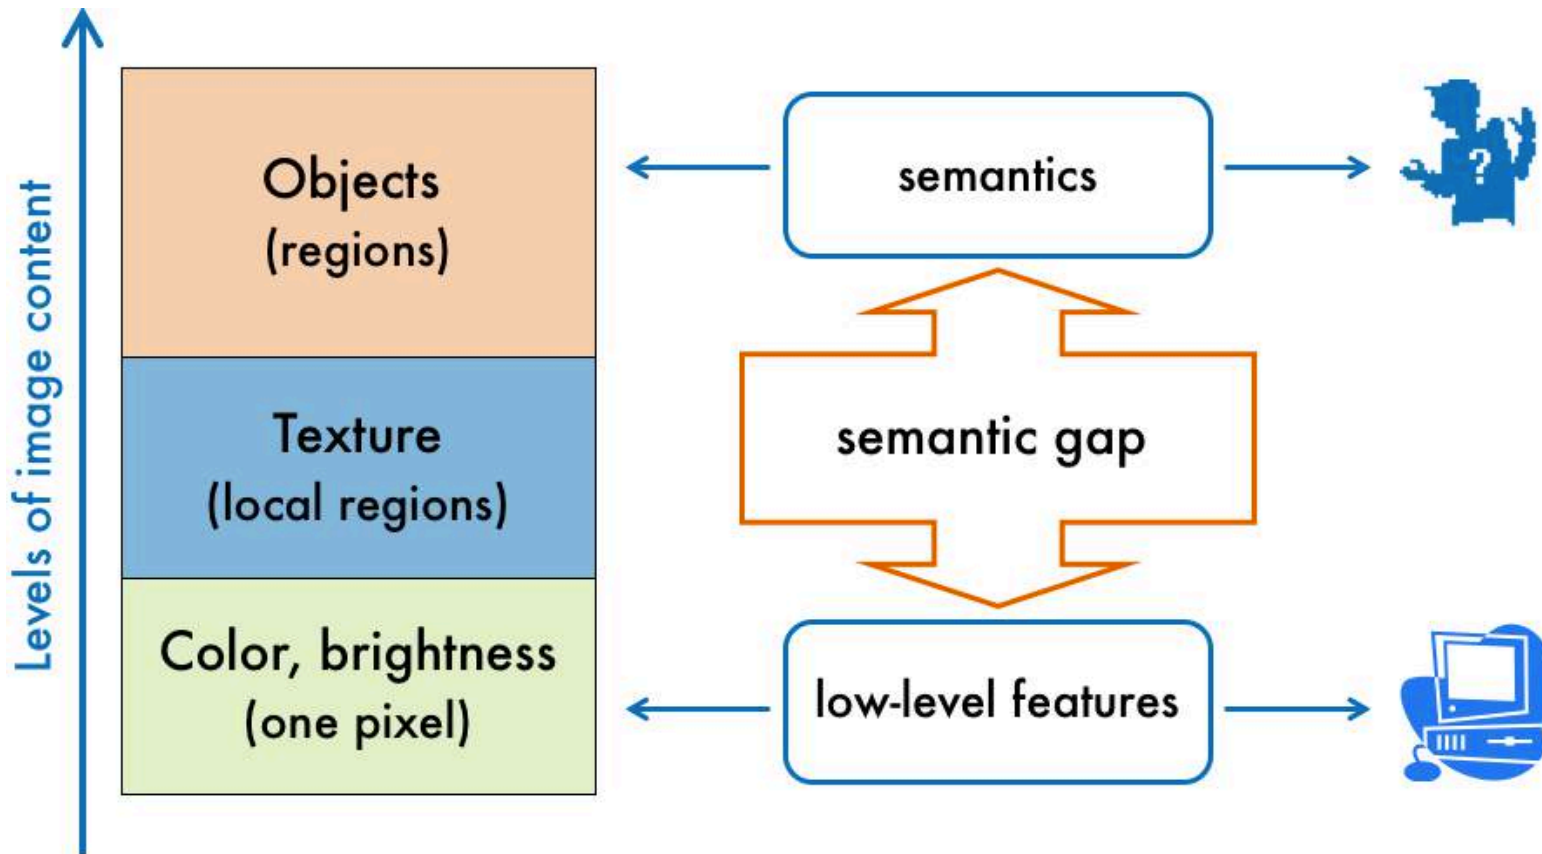 Levels of image content
Objects
(regions)
Texture
(local regions)
Color, brightness
(one pixel)
semantics
semantic gap
low-level features
?